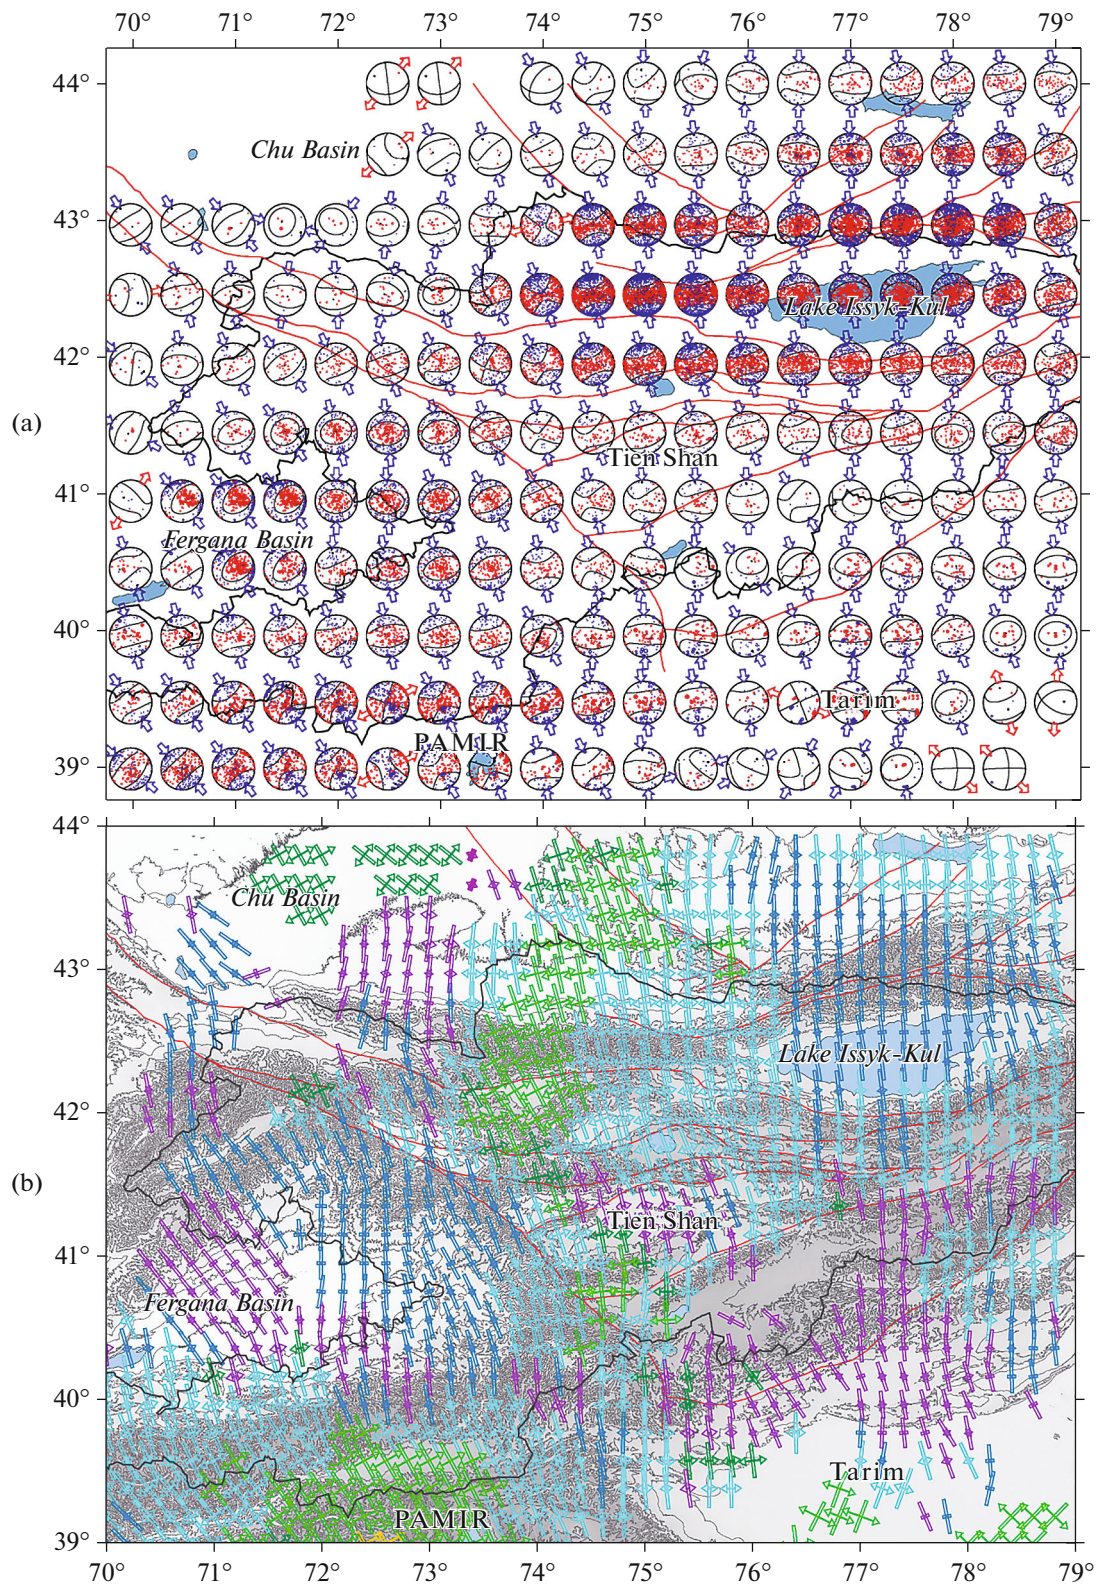 70° 71° 72° 73° 74° 75° 76° 77° 78° 79°
44°
Chu Basin
43°
Lake Issyk-Kul
42°
(a)
Tien Shan
41°
Fergana Basin
40°
Tarim
PAMIR
39°
44°
Chu Basin
43°
Lake Issyk-Kul
42°
(b)
Tien Shan
41°
Fergana Basin
40°
Tarim
PAMIR
39°
70° 71° 72° 73° 74° 75° 76° 77° 78° 79°